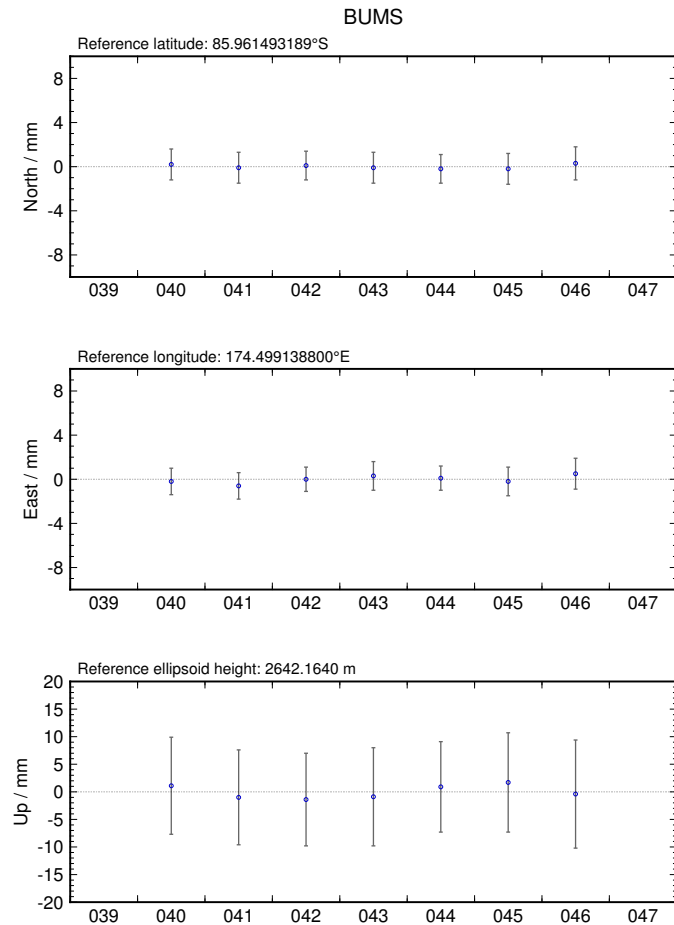 BUMS
Reference latitude: 85.961493189°S
North / mm
8
4
0
-4
-8
039 040 041 042 043 044 045 046 047
Reference longitude: 174.499138800°E
East / mm
8
4
0
-4
-8
039 040 041 042 043 044 045 046 047
Reference ellipsoid height: 2642.1640 m
Up / mm
20
15
10
5
0
-5
-10
-15
-20
039 040 041 042 043 044 045 046 047